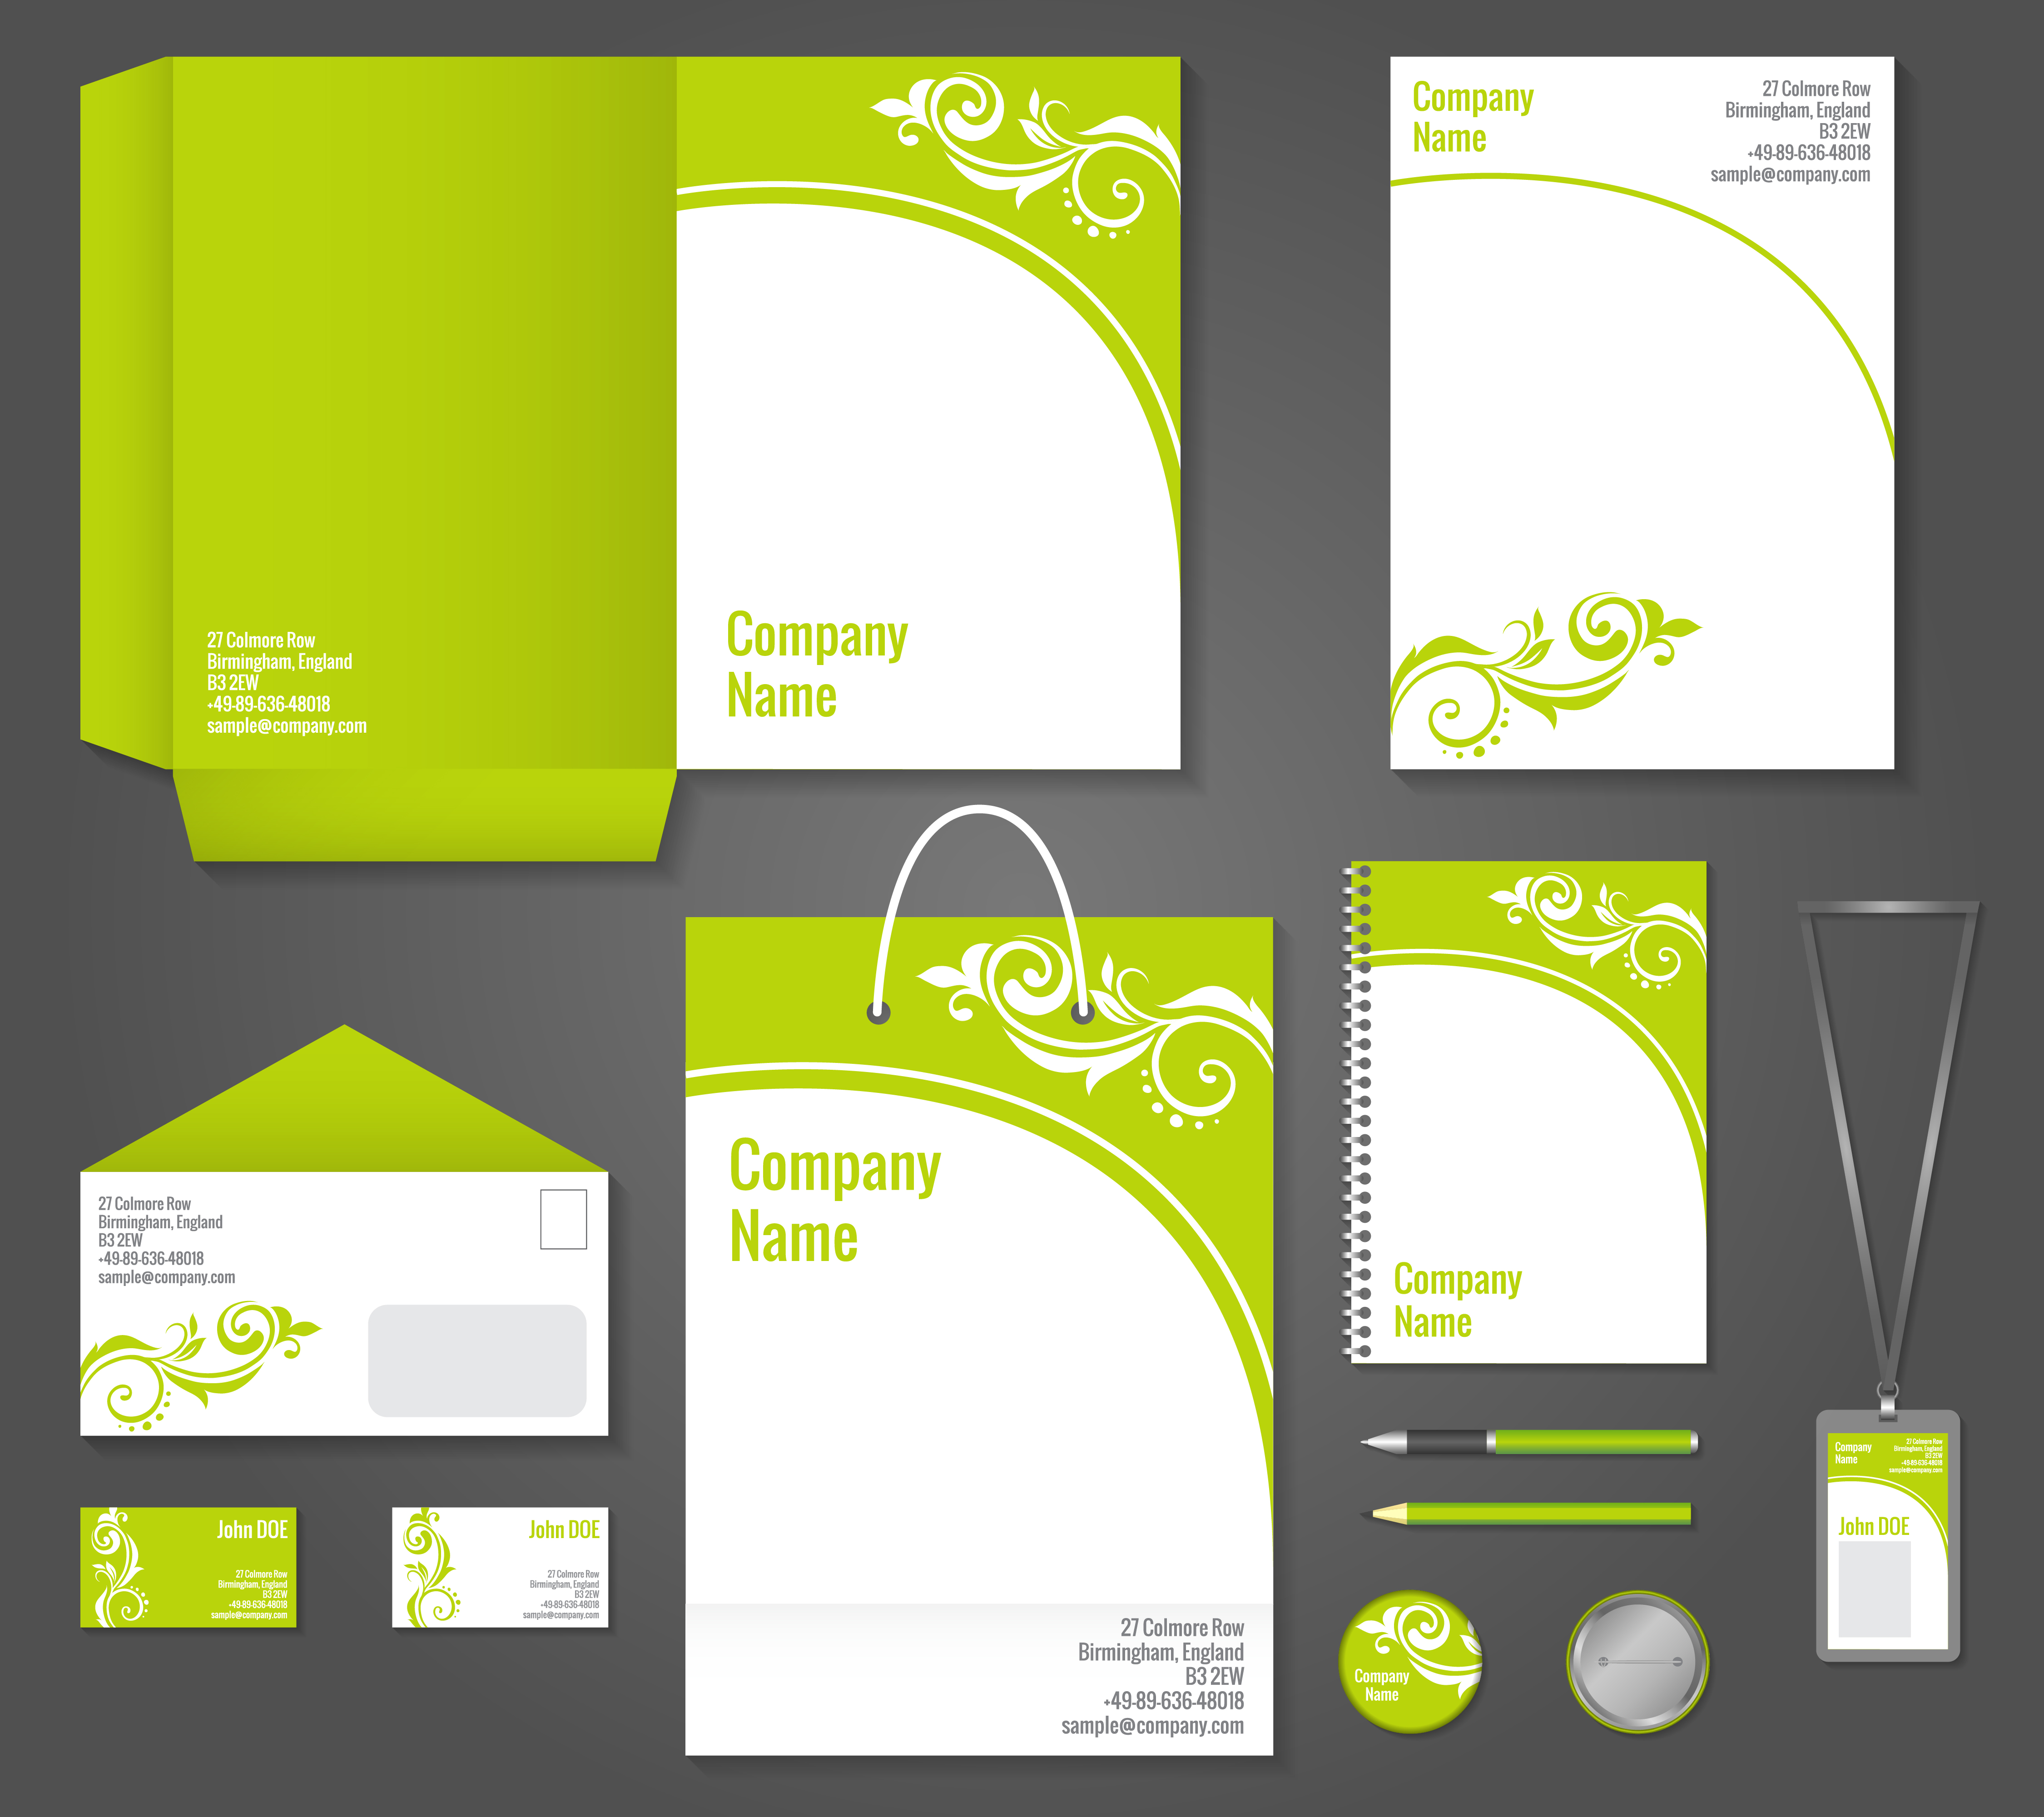 27 Colmore Row
Birmingham, England
B3 2EW
+49-89-636-48018
sample@company.com
Company
Name
Company
Name
27 Colmore Row
Birmingham, England
B3 2EW
+49-89-636-48018
sample@company.com
27 Colmore Row
Birmingham, England
B3 2EW
+49-89-636-48018
sample@company.com
Company
Name
27 Colmore Row
Birmingham, England
B3 2EW
+49-89-636-48018
sample@company.com
Company
Name
John DOE
27 Colmore Row
Birmingham, England
B3 2EW
+49-89-636-48018
sample@company.com
John DOE
27 Colmore Row
Birmingham, England
B3 2EW
+49-89-636-48018
sample@company.com
Company
Name
Company
Name
27 Colmore Row
Birmingham, England
B3 2EW
+49-89-636-48018
sample@company.com
John DOE